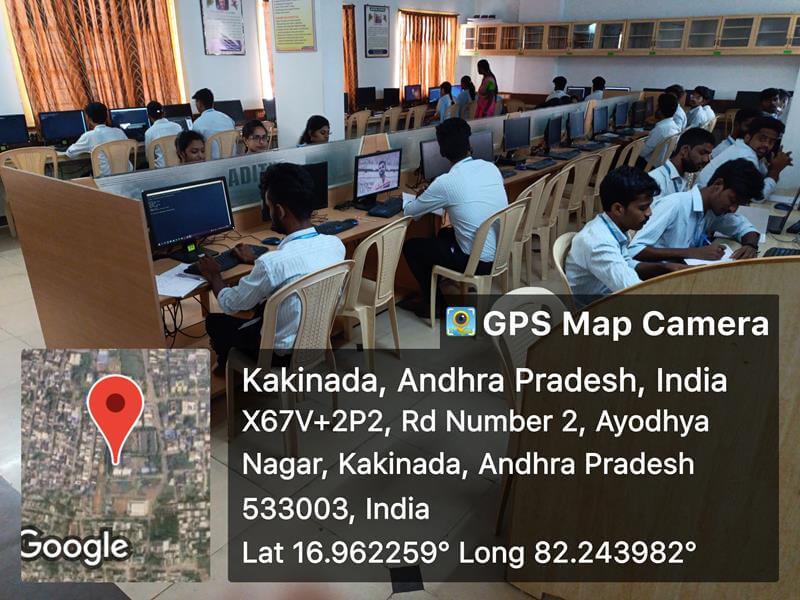 ADIT
GPS Map Camera
Kakinada, Andhra Pradesh, India
X67V+2P2, Rd Number 2, Ayodhya
Nagar, Kakinada, Andhra Pradesh
533003, India
Lat 16.962259° Long 82.243982°
Google